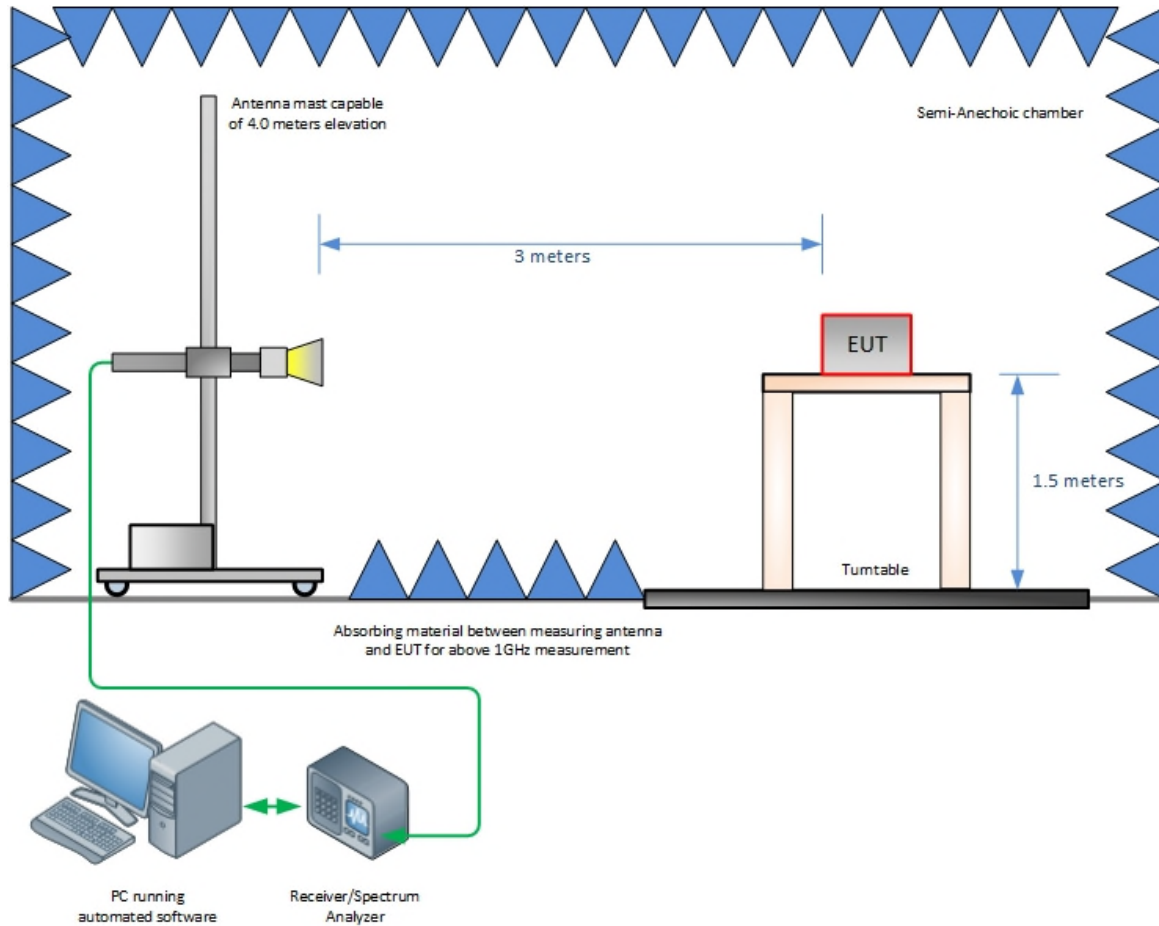 Antenna mast capable
of 4.0 meters elevation
Semi-Anechoic chamber
3 meters
EUT
1.5 meters
Turntable
Absorbing material between measuring antenna
and EUT for above 1GHz measurement
PC running
automated software
Receiver/Spectrum
Analyzer